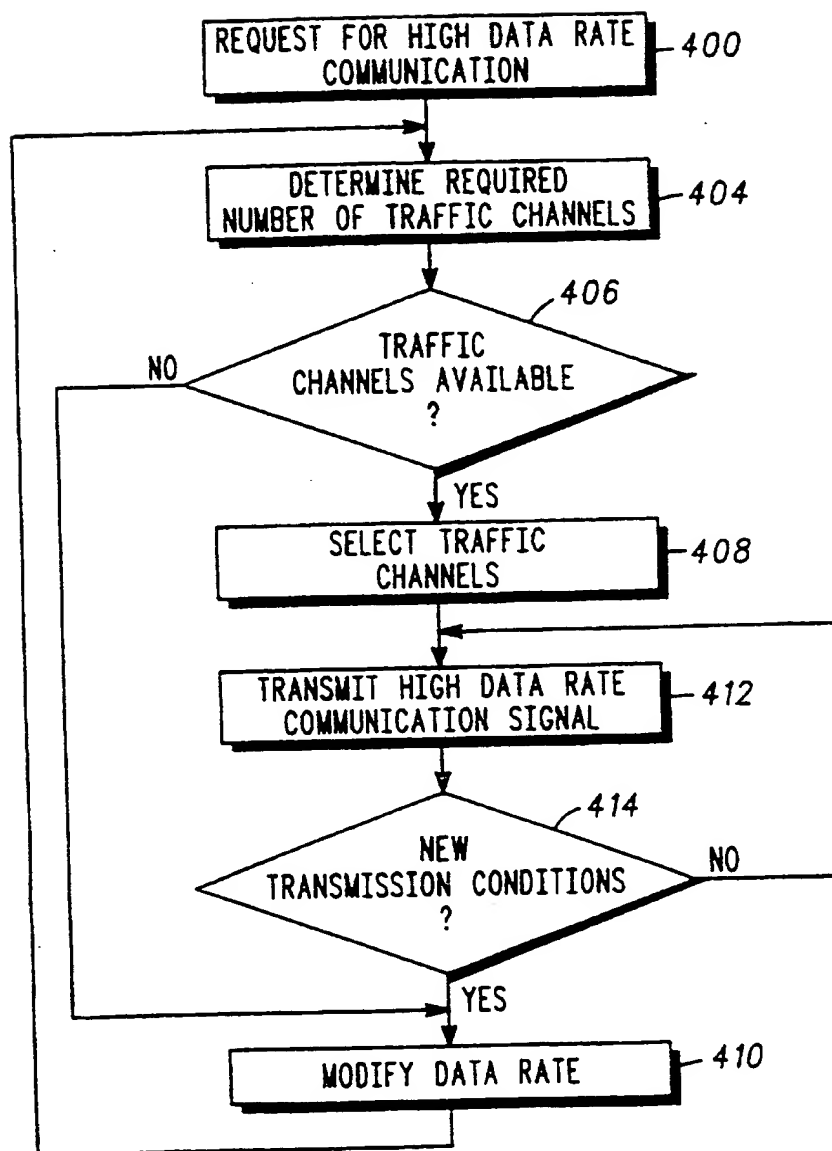 REQUEST FOR HIGH DATA RATE
COMMUNICATION
400
DETERMINE REQUIRED
NUMBER OF TRAFFIC CHANNELS
404
406
TRAFFIC
CHANNELS AVAILABLE
?
NO
YES
SELECT TRAFFIC
CHANNELS
408
TRANSMIT HIGH DATA RATE
COMMUNICATION SIGNAL
412
414
NEW
TRANSMISSION CONDITIONS
?
NO
YES
MODIFY DATA RATE
410